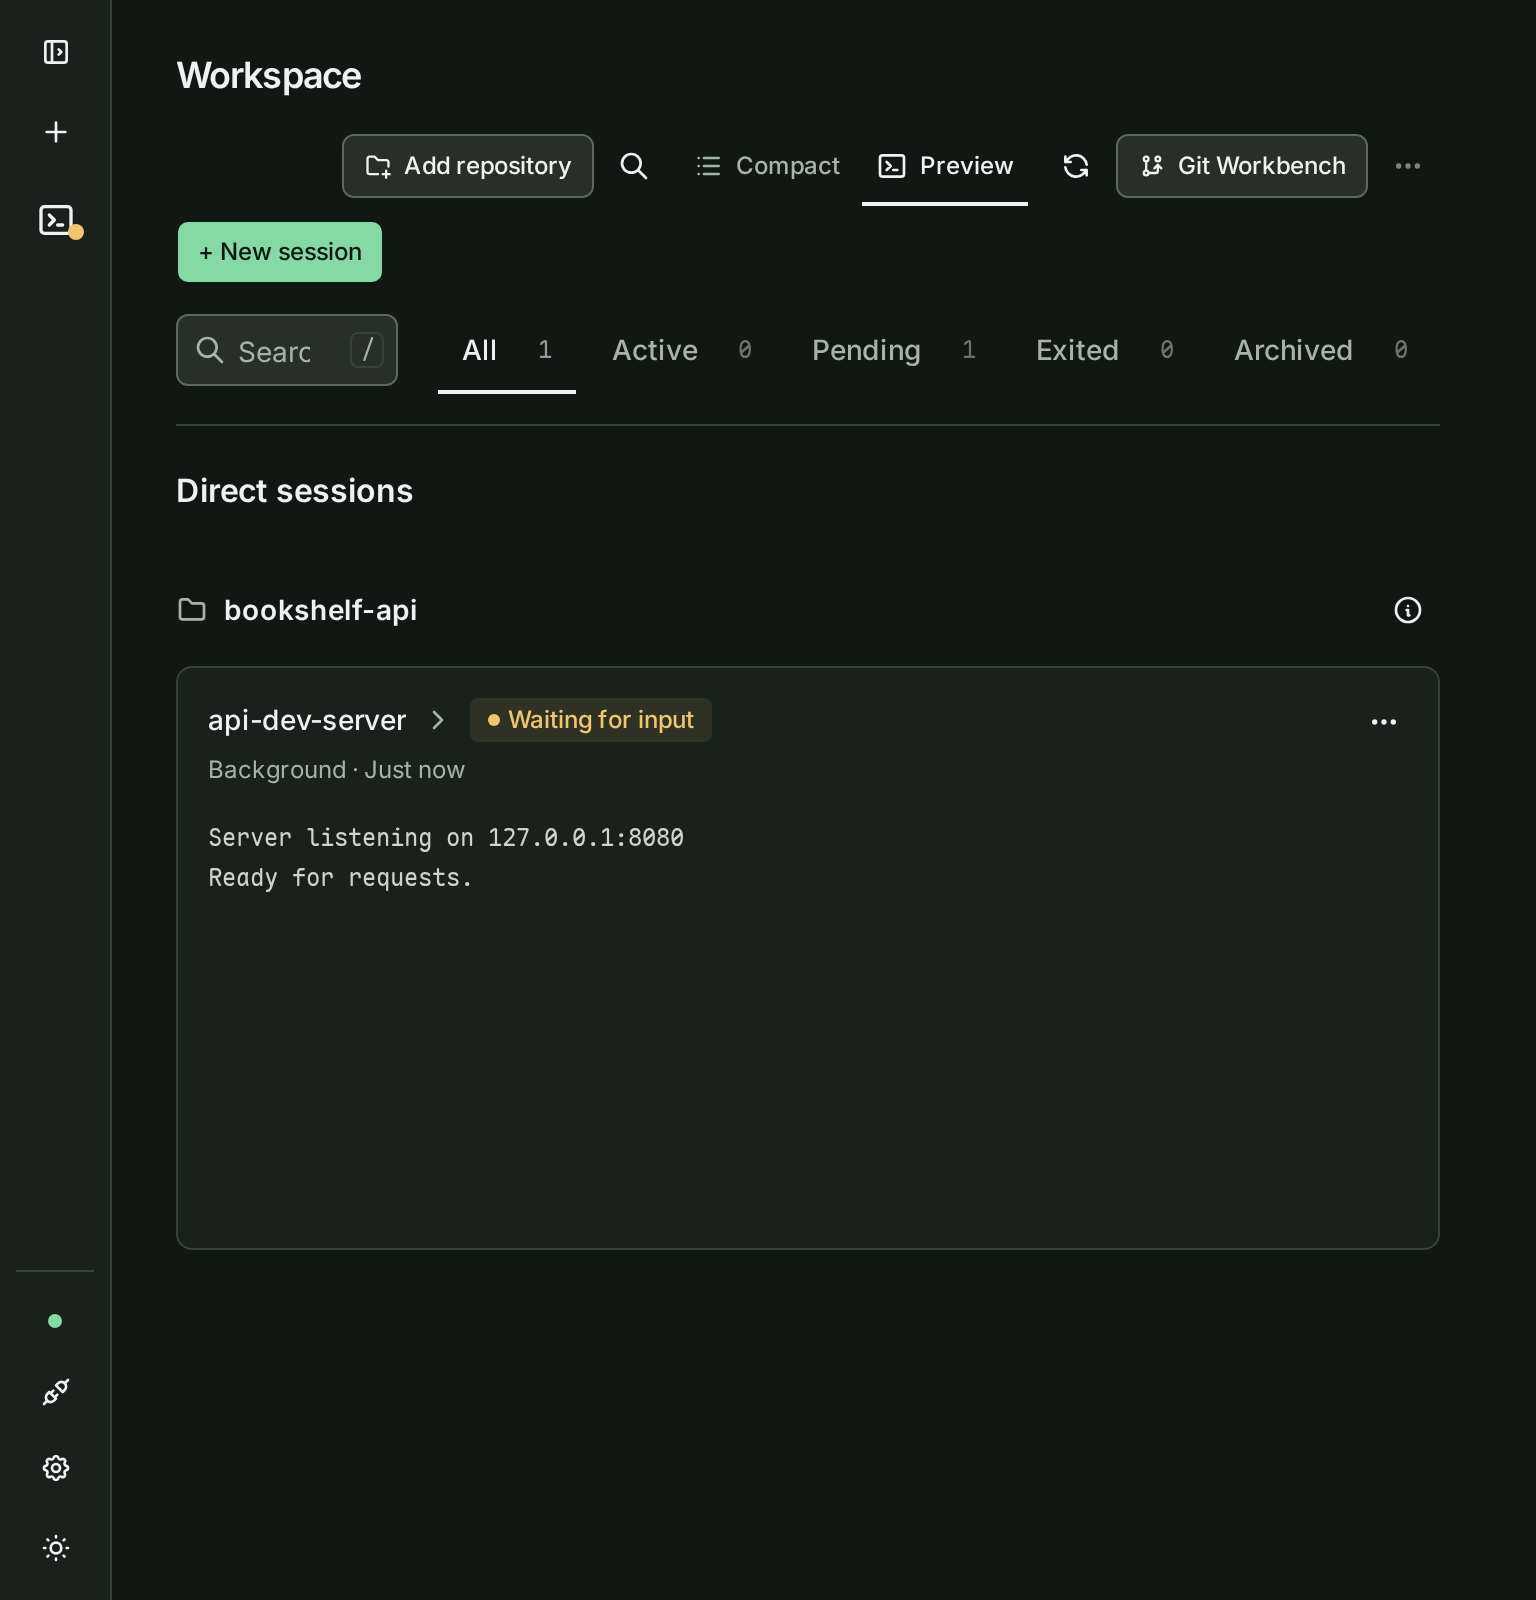 Workspace
Add repository
Compact
Preview
Git Workbench
+ New session
Searc /
All 1
Active 0
Pending 1
Exited 0
Archived 0
Direct sessions
bookshelf-api
api-dev-server
Waiting for input
Background · Just now
Server listening on 127.0.0.1:8080
Ready for requests.